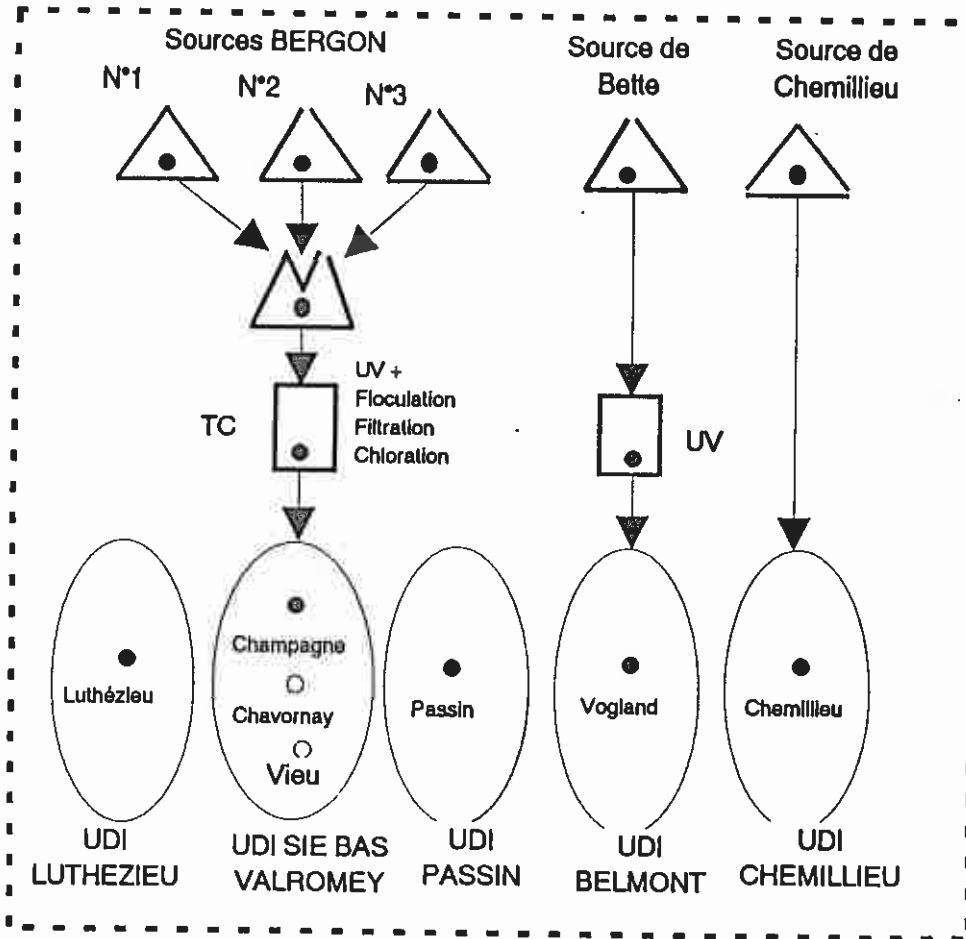 Sources BERGON
N°1
N°2
N°3
Source de
Bette
Source de
Chemillieu
TC
UV +
Floculation
Filtration
Chloration
UV
Luthézieu
Champagne
Chavornay
Vieu
Passin
Vogland
Chemillieu
UDI
LUTHEZIEU
UDI SIE BAS
VALROMEY
UDI
PASSIN
UDI
BELMONT
UDI
CHEMILLIEU